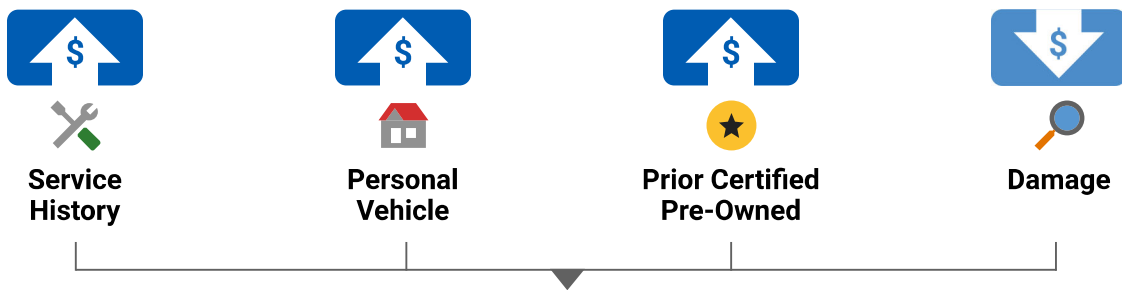 $ $ $ $
Service Personal Prior Certified Damage
History Vehicle Pre-Owned